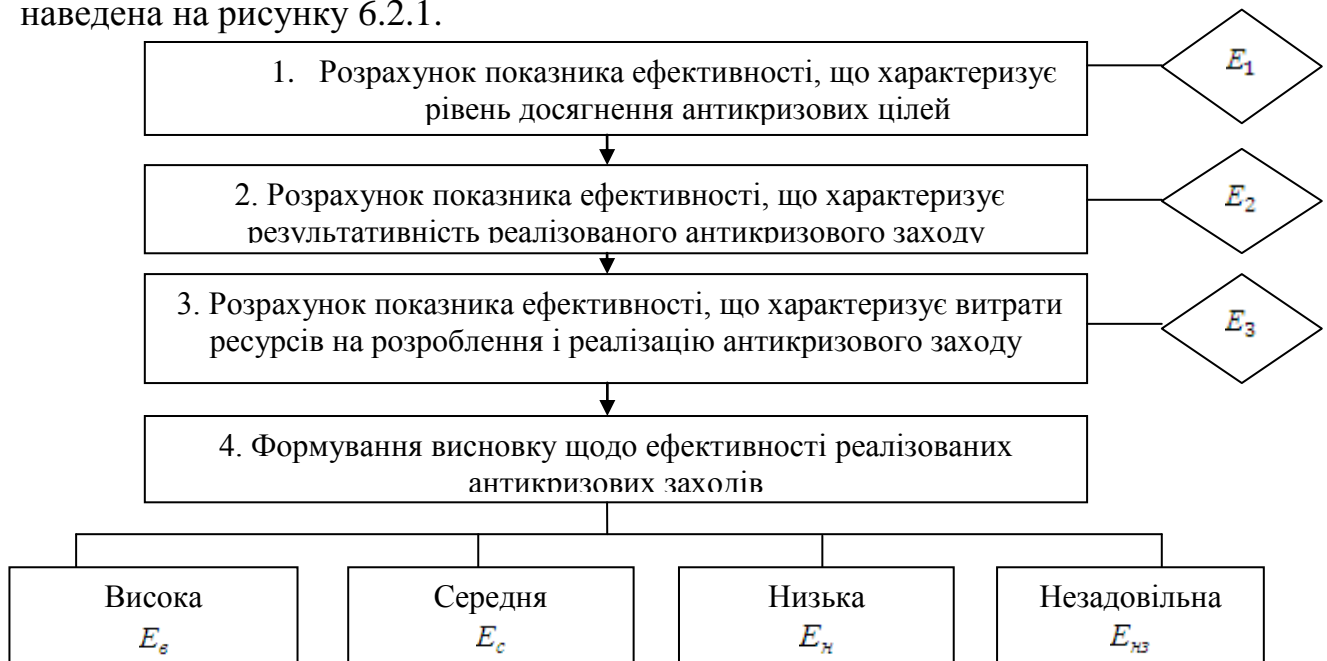 наведена на рисунку 6.2.1.
1. Розрахунок показника ефективності, що характеризує
рівень досягнення антикризових цілей
E₁
2. Розрахунок показника ефективності, що характеризує
результативність реалізованого антикризового заходу
E₂
3. Розрахунок показника ефективності, що характеризує витрати
ресурсів на розроблення і реалізацію антикризового заходу
E₃
4. Формування висновку щодо ефективності реалізованих
антикризових заходів
Висока
Eв
Середня
Eс
Низька
Eн
Незадовільна
Eнз